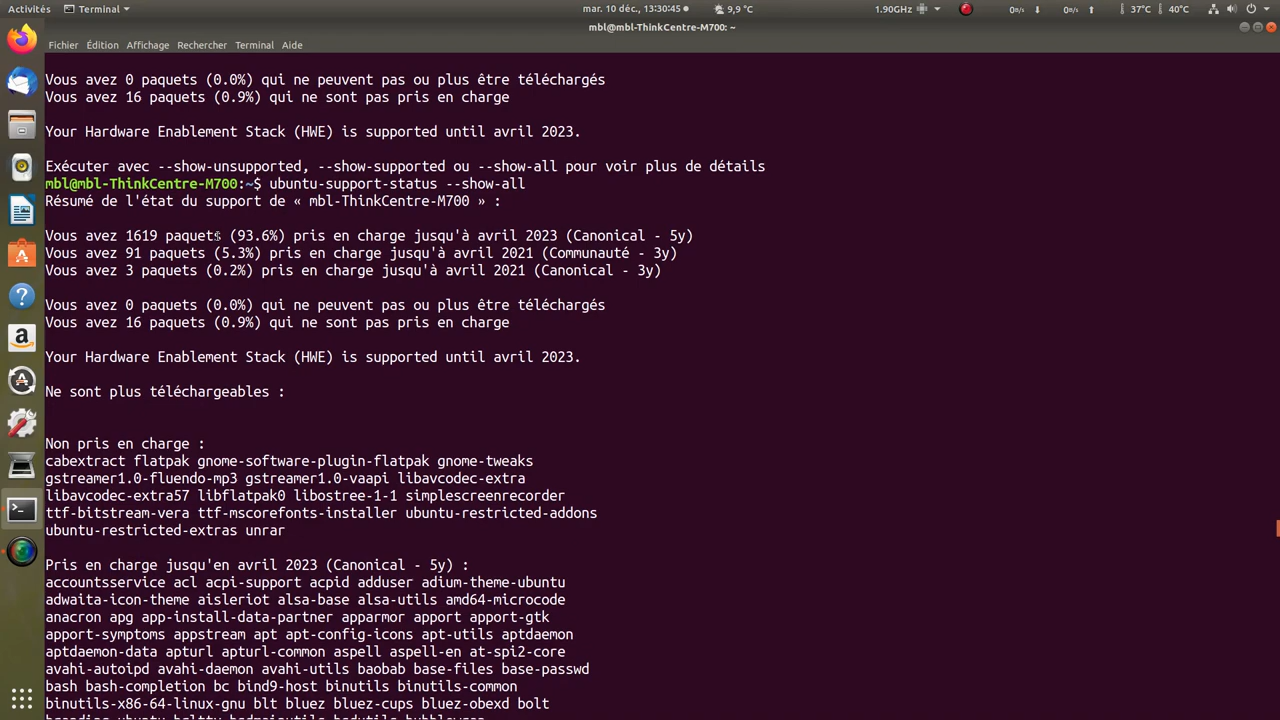 Activités
Terminal
mar. 10 déc., 13:30:45
9,9 °C
1.90GHz
0B/s
0B/s
37°C
40°C
mbl@mbl-ThinkCentre-M700: ~
Fichier Édition Affichage Rechercher Terminal Aide
Vous avez 0 paquets (0.0%) qui ne peuvent pas ou plus être téléchargés
Vous avez 16 paquets (0.9%) qui ne sont pas pris en charge
Your Hardware Enablement Stack (HWE) is supported until avril 2023.
Exécuter avec --show-unsupported, --show-supported ou --show-all pour voir plus de détails
mbl@mbl-ThinkCentre-M700:~$ ubuntu-support-status --show-all
Résumé de l'état du support de « mbl-ThinkCentre-M700 » :
Vous avez 1619 paquets (93.6%) pris en charge jusqu'à avril 2023 (Canonical - 5y)
Vous avez 91 paquets (5.3%) pris en charge jusqu'à avril 2021 (Communauté - 3y)
Vous avez 3 paquets (0.2%) pris en charge jusqu'à avril 2021 (Canonical - 3y)
Vous avez 0 paquets (0.0%) qui ne peuvent pas ou plus être téléchargés
Vous avez 16 paquets (0.9%) qui ne sont pas pris en charge
Your Hardware Enablement Stack (HWE) is supported until avril 2023.
Ne sont plus téléchargeables :
Non pris en charge :
cabextract flatpak gnome-software-plugin-flatpak gnome-tweaks
gstreamer1.0-fluendo-mp3 gstreamer1.0-vaapi libavcodec-extra
libavcodec-extra57 libflatpak0 libostree-1-1 simplescreenrecorder
ttf-bitstream-vera ttf-mscorefonts-installer ubuntu-restricted-addons
ubuntu-restricted-extras unrar
Pris en charge jusqu'en avril 2023 (Canonical - 5y) :
accountsservice acl acpi-support acpid adduser adium-theme-ubuntu
adwaita-icon-theme aisleriot alsa-base alsa-utils amd64-microcode
anacron apg app-install-data-partner apparmor apport apport-gtk
apport-symptoms appstream apt apt-config-icons apt-utils aptdaemon
aptdaemon-data apturl apturl-common aspell aspell-en at-spi2-core
avahi-autoipd avahi-daemon avahi-utils baobab base-files base-passwd
bash bash-completion bc bind9-host binutils binutils-common
binutils-x86-64-linux-gnu blt bluez bluez-cups bluez-obexd bolt